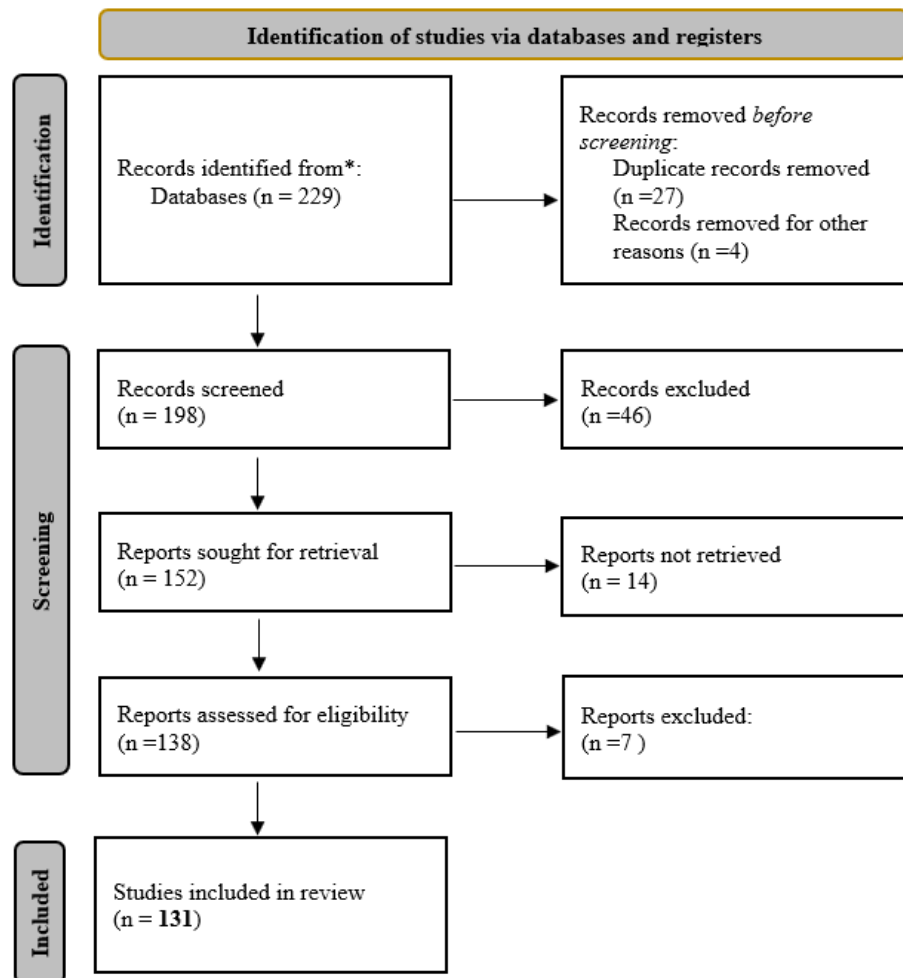 Identification of studies via databases and registers
Identification
Records identified from*:
Databases (n = 229)
Records removed before
screening:
Duplicate records removed
(n =27)
Records removed for other
reasons (n =4)
Screening
Records screened
(n = 198)
Records excluded
(n =46)
Reports sought for retrieval
(n = 152)
Reports not retrieved
(n = 14)
Reports assessed for eligibility
(n =138)
Reports excluded:
(n =7 )
Included
Studies included in review
(n = 131)